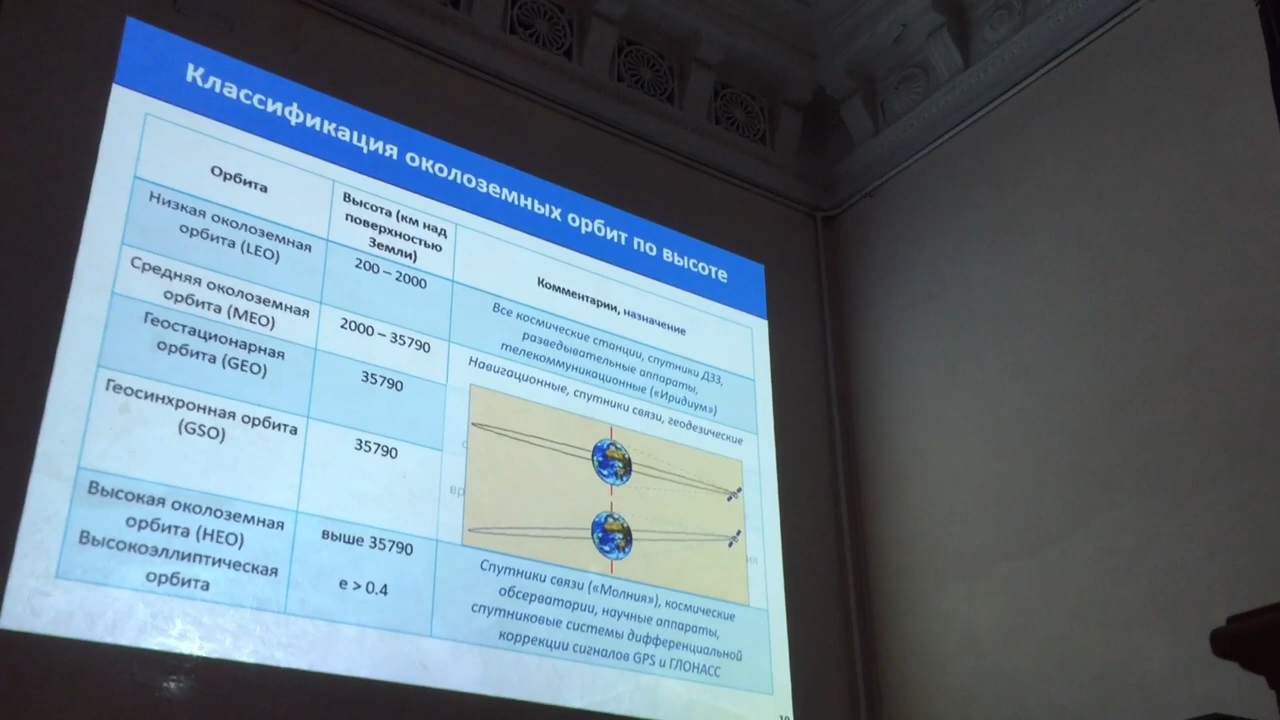 Классификация околоземных орбит по высоте
Орбита
Высота (км над
поверхностью
Земли)
Комментарии, назначение
Низкая околоземная
орбита (LEO)
200 – 2000
Все космические станции, спутники ДЗЗ,
разведывательные аппараты,
телекоммуникационные («Иридиум»)
Средняя околоземная
орбита (MEO)
2000 – 35790
Навигационные, спутники связи, геодезические
Геостационарная
орбита (GEO)
35790
Геосинхронная орбита
(GSO)
35790
Высокая околоземная
орбита (HEO)
Высокоэллиптическая
орбита
выше 35790
e > 0.4
Спутники связи («Молния»), космические
обсерватории, научные аппараты,
спутниковые системы дифференциальной
коррекции сигналов GPS и ГЛОНАСС